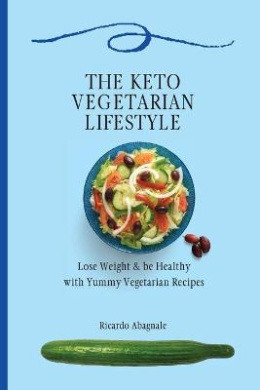 THE KETO
VEGETARIAN
LIFESTYLE
Lose Weight & be Healthy
with Yummy Vegetarian Recipes
Ricardo Abagnale